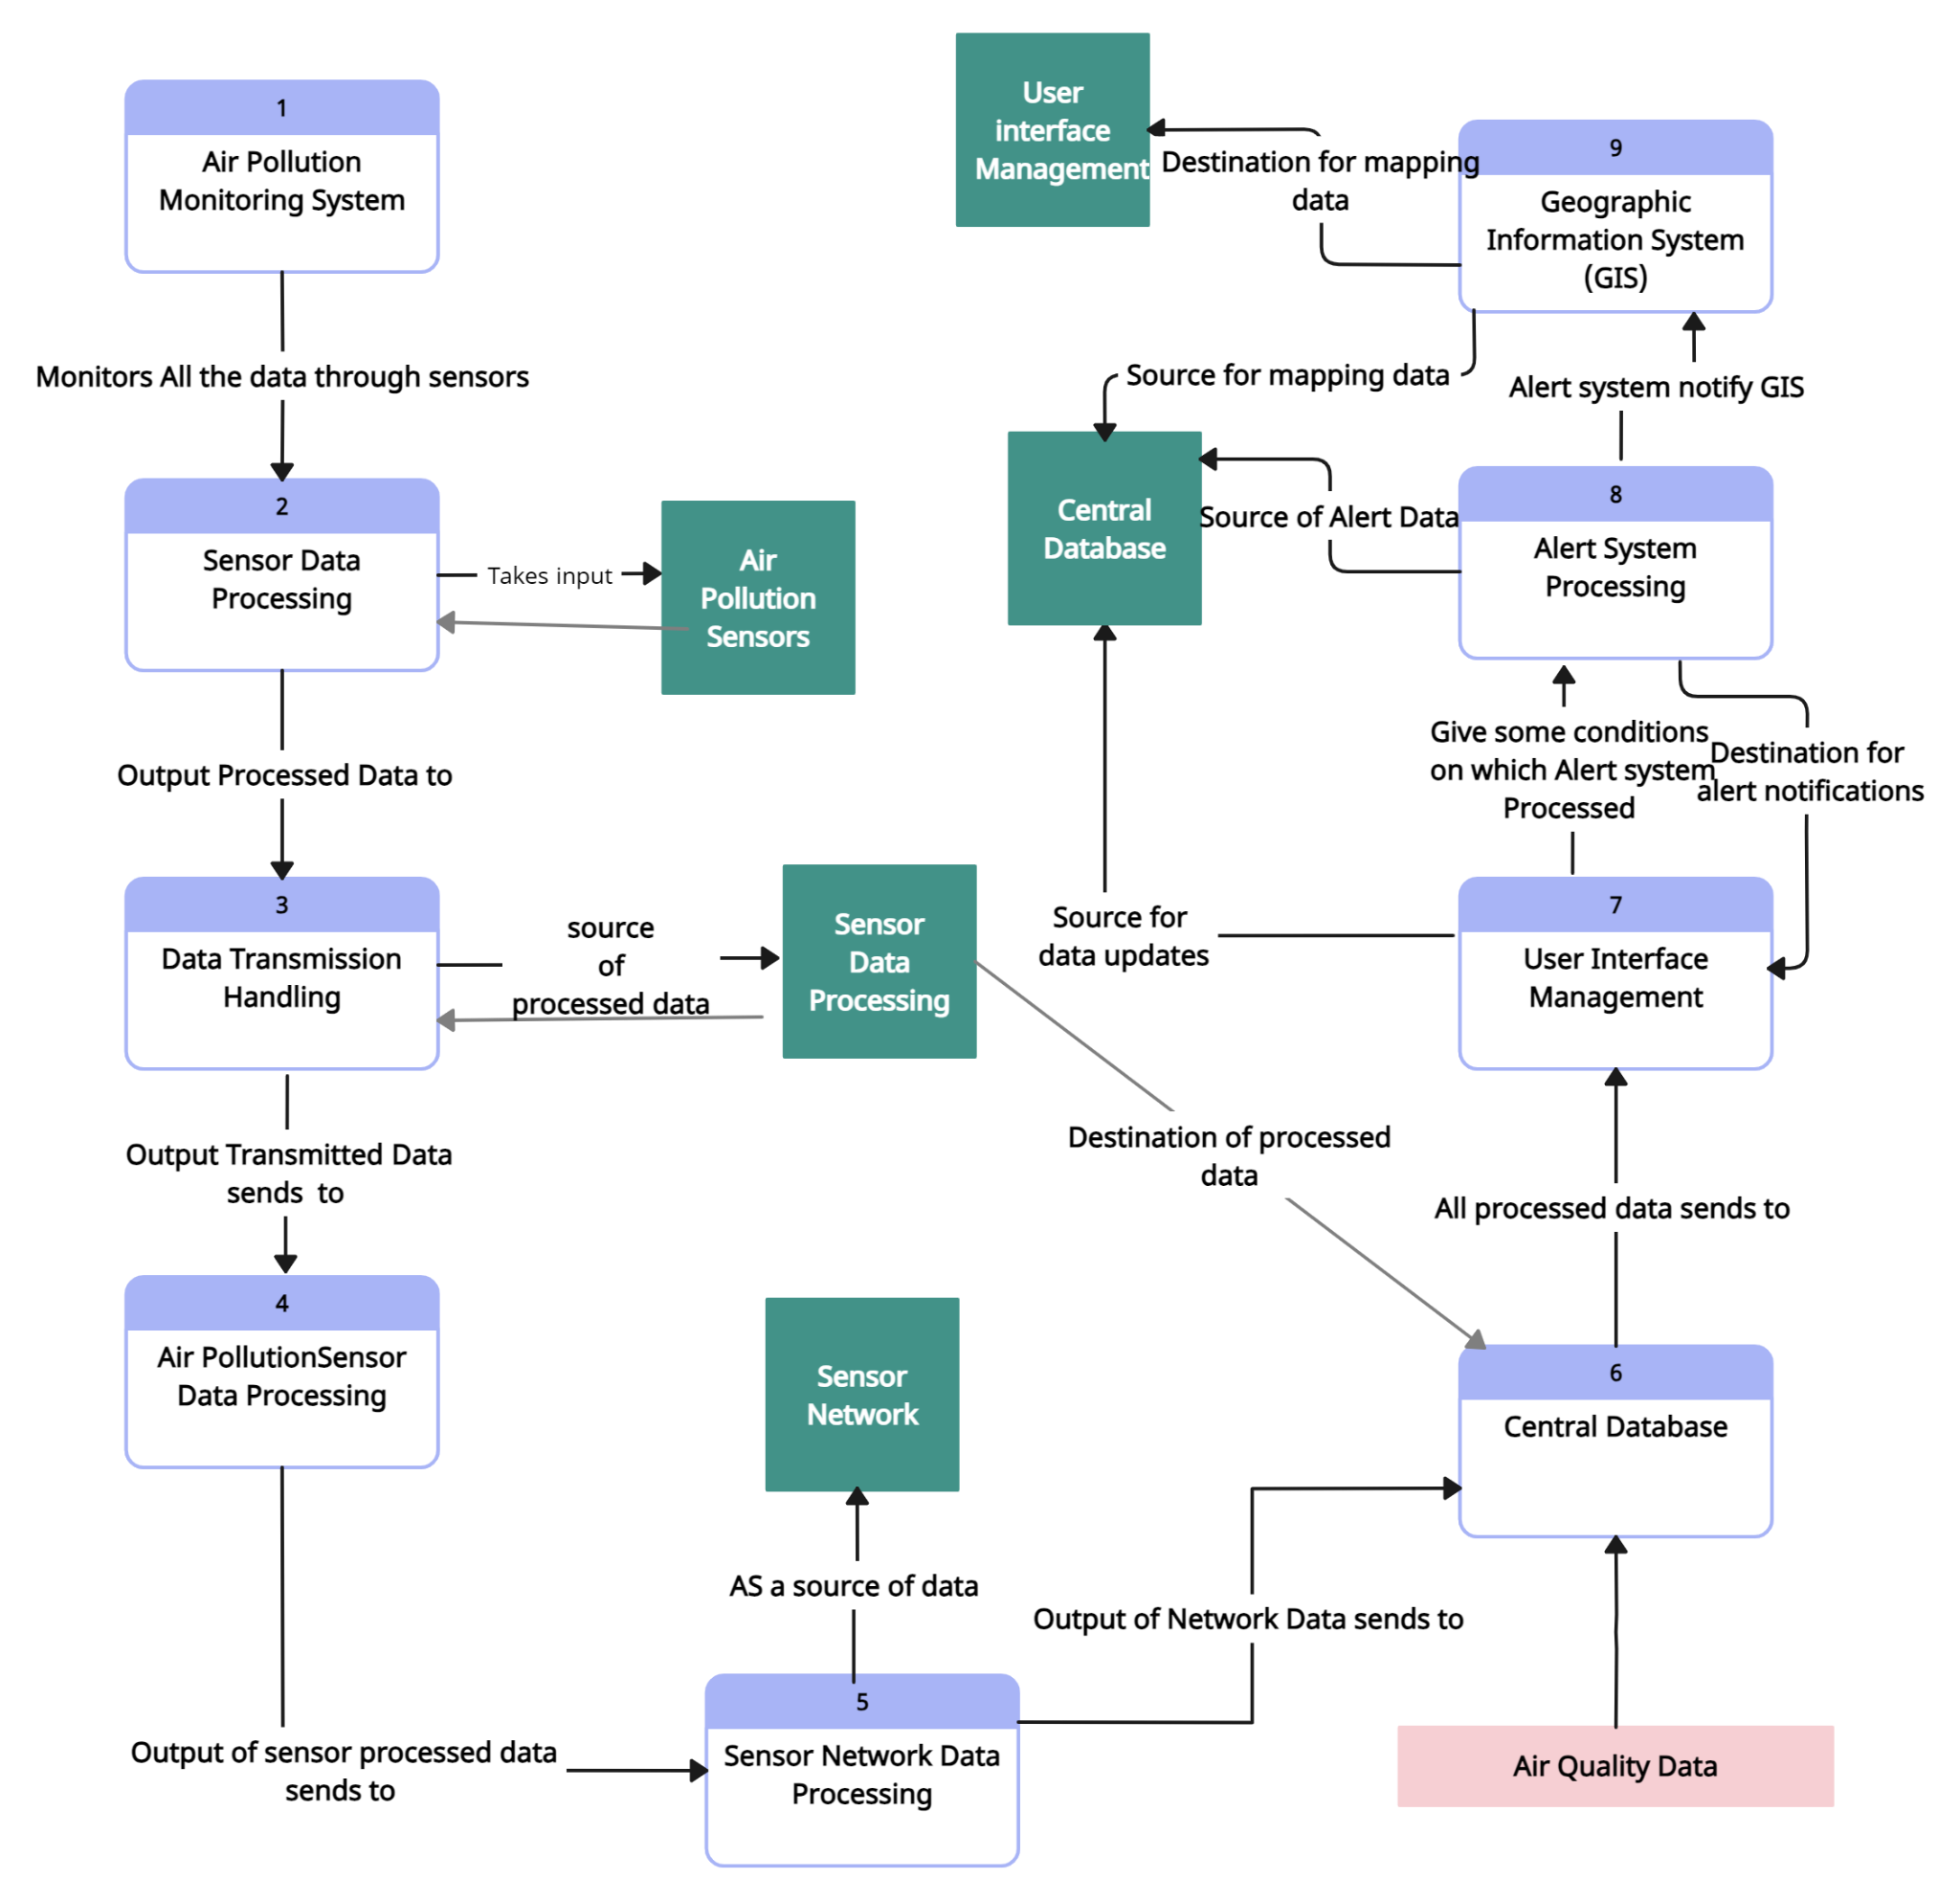 1
Air Pollution
Monitoring System
Monitors All the data through sensors
2
Sensor Data
Processing
Takes input
Air
Pollution
Sensors
Output Processed Data to
3
Data Transmission
Handling
source
of
processed data
Sensor
Data
Processing
Output Transmitted Data
sends to
4
Air PollutionSensor
Data Processing
Output of sensor processed data
sends to
5
Sensor Network Data
Processing
AS a source of data
Sensor
Network
Output of Network Data sends to
Destination of processed
data
6
Central Database
Air Quality Data
All processed data sends to
7
User Interface
Management
Source for
data updates
Give some conditions
on which Alert system
Processed
Destination for
alert notifications
8
Alert System
Processing
Source of Alert Data
Central
Database
Alert system notify GIS
9
Geographic
Information System
(GIS)
Source for mapping data
Destination for mapping
data
User
interface
Management